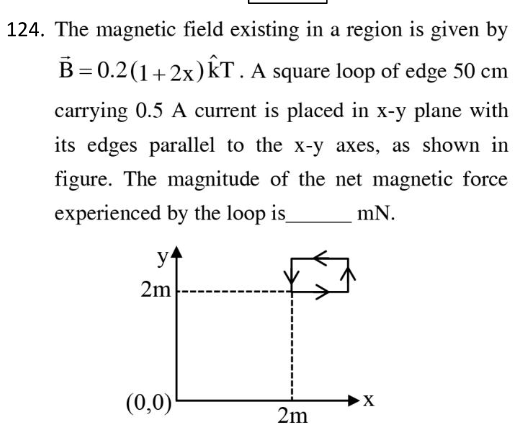 124. The magnetic field existing in a region is given by
B⃗ = 0.2(1+2x) k̂T . A square loop of edge 50 cm
carrying 0.5 A current is placed in x-y plane with
its edges parallel to the x-y axes, as shown in
figure. The magnitude of the net magnetic force
experienced by the loop is______ mN.
y
2m
(0,0)
x
2m